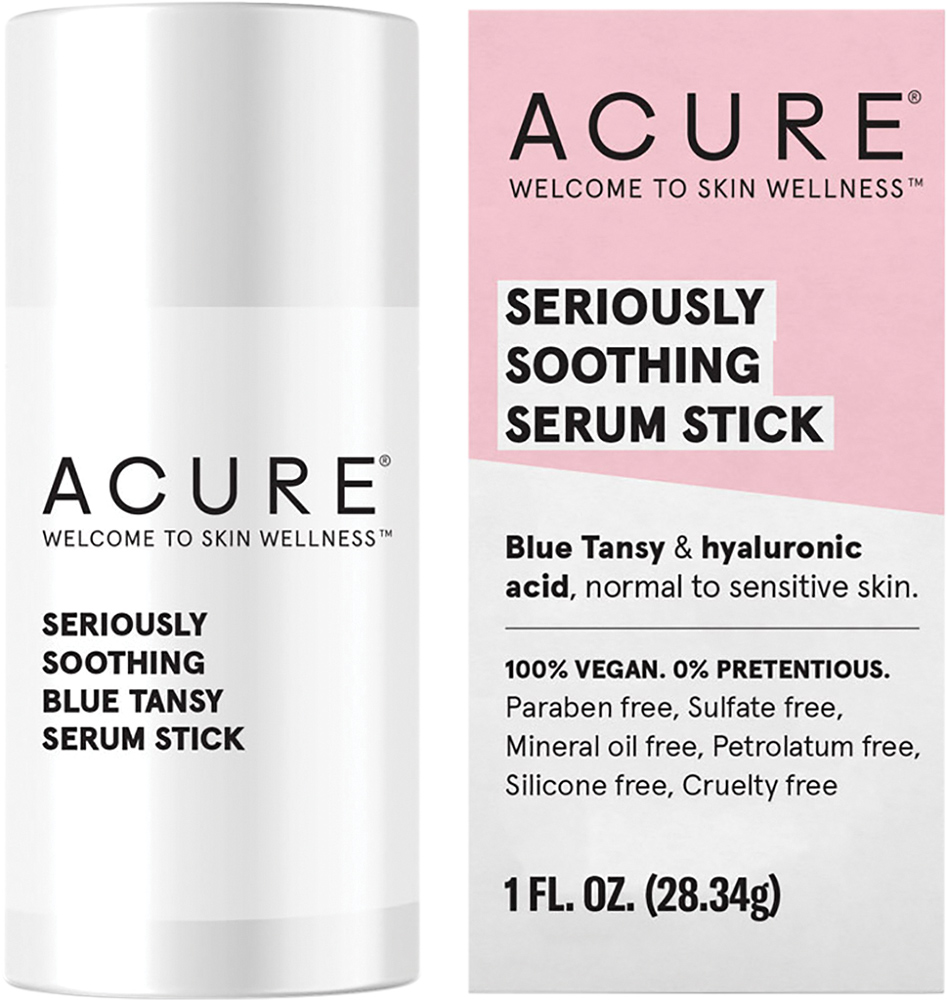 ACURE®
WELCOME TO SKIN WELLNESS™
SERIOUSLY
SOOTHING
BLUE TANSY
SERUM STICK
ACURE®
WELCOME TO SKIN WELLNESS™
SERIOUSLY
SOOTHING
SERUM STICK
Blue Tansy & hyaluronic
acid, normal to sensitive skin.
100% VEGAN. 0% PRETENTIOUS.
Paraben free, Sulfate free,
Mineral oil free, Petrolatum free,
Silicone free, Cruelty free
1 FL. OZ. (28.34g)